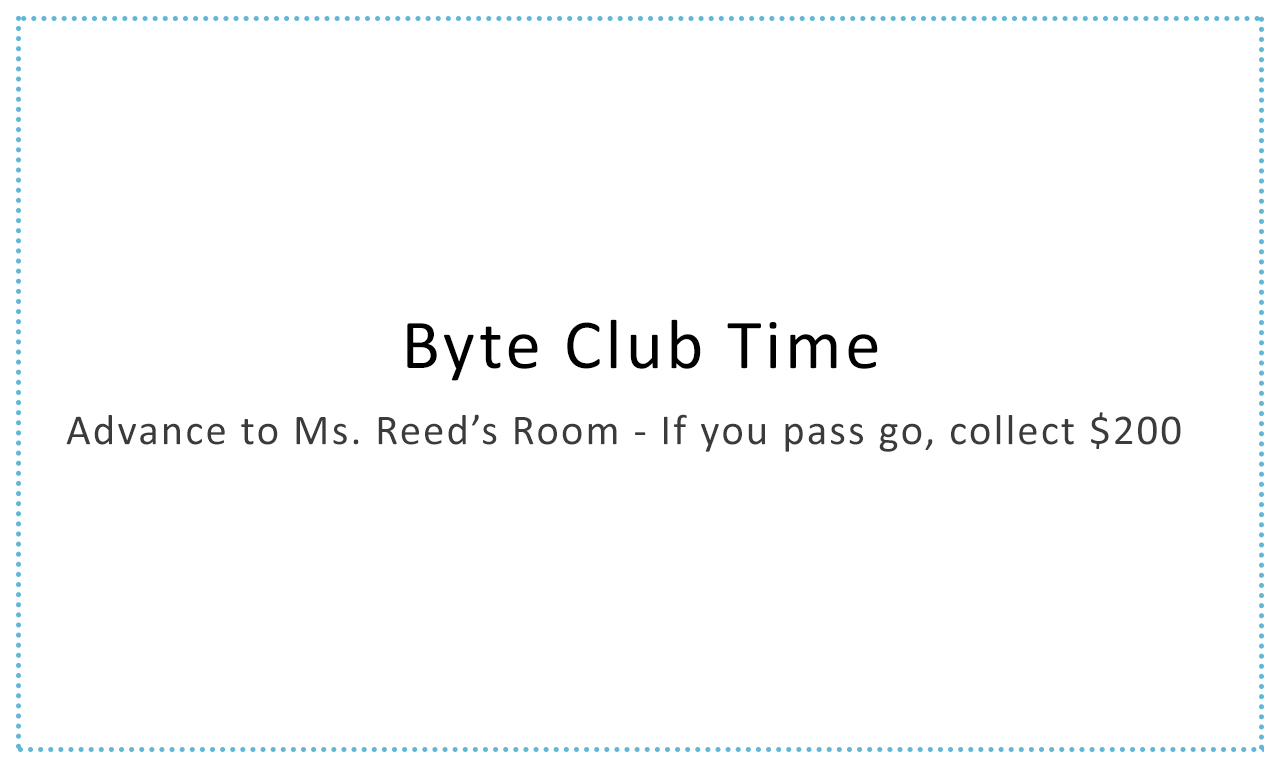 Byte Club Time
Advance to Ms. Reed’s Room - If you pass go, collect $200